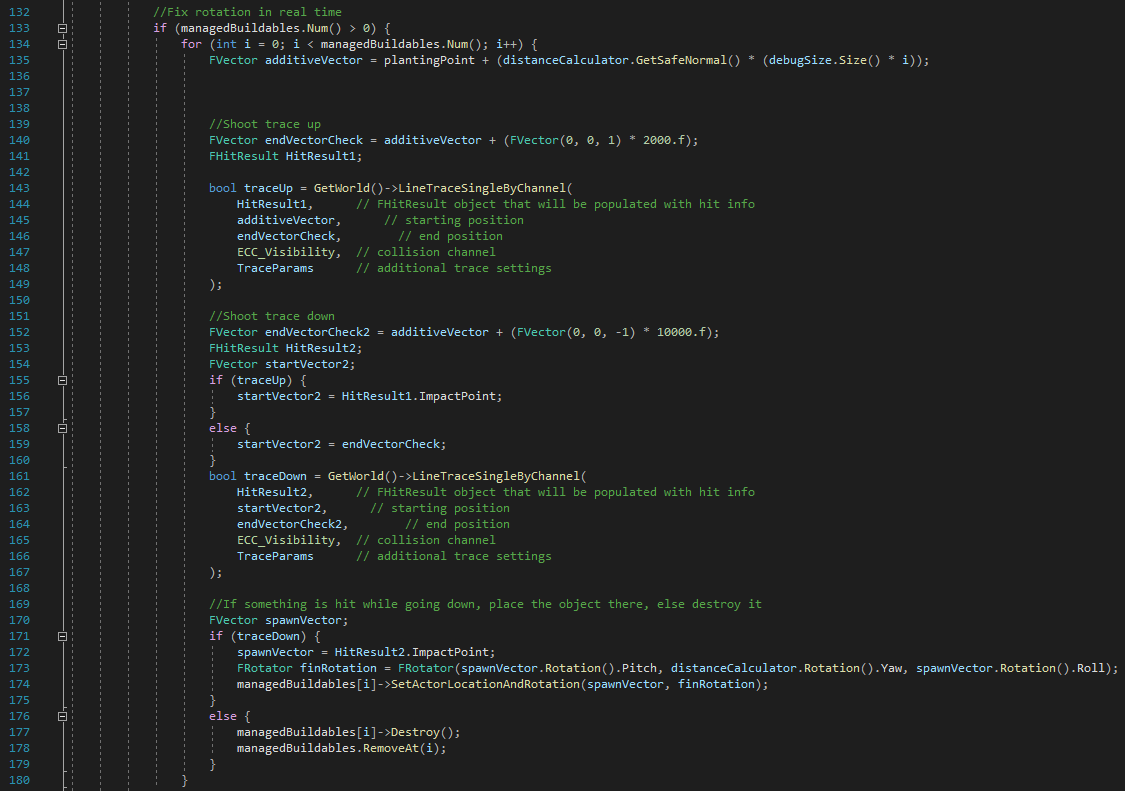 132 //Fix rotation in real time
133 if (managedBuildables.Num() > 0) {
134 for (int i = 0; i < managedBuildables.Num(); i++) {
135 FVector additiveVector = plantingPoint + (distanceCalculator.GetSafeNormal() * (debugSize.Size() * i));
136
137
138
139 //Shoot trace up
140 FVector endVectorCheck = additiveVector + (FVector(0, 0, 1) * 2000.f);
141 FHitResult HitResult1;
142
143 bool traceUp = GetWorld()->LineTraceSingleByChannel(
144 HitResult1, // FHitResult object that will be populated with hit info
145 additiveVector, // starting position
146 endVectorCheck, // end position
147 ECC_Visibility, // collision channel
148 TraceParams // additional trace settings
149 );
150
151 //Shoot trace down
152 FVector endVectorCheck2 = additiveVector + (FVector(0, 0, -1) * 10000.f);
153 FHitResult HitResult2;
154 FVector startVector2;
155 if (traceUp) {
156 startVector2 = HitResult1.ImpactPoint;
157 }
158 else {
159 startVector2 = endVectorCheck;
160 }
161 bool traceDown = GetWorld()->LineTraceSingleByChannel(
162 HitResult2, // FHitResult object that will be populated with hit info
163 startVector2, // starting position
164 endVectorCheck2, // end position
165 ECC_Visibility, // collision channel
166 TraceParams // additional trace settings
167 );
168
169 //If something is hit while going down, place the object there, else destroy it
170 FVector spawnVector;
171 if (traceDown) {
172 spawnVector = HitResult2.ImpactPoint;
173 FRotator finRotation = FRotator(spawnVector.Rotation().Pitch, distanceCalculator.Rotation().Yaw, spawnVector.Rotation().Roll);
174 managedBuildables[i]->SetActorLocationAndRotation(spawnVector, finRotation);
175 }
176 else {
177 managedBuildables[i]->Destroy();
178 managedBuildables.RemoveAt(i);
179 }
180 }